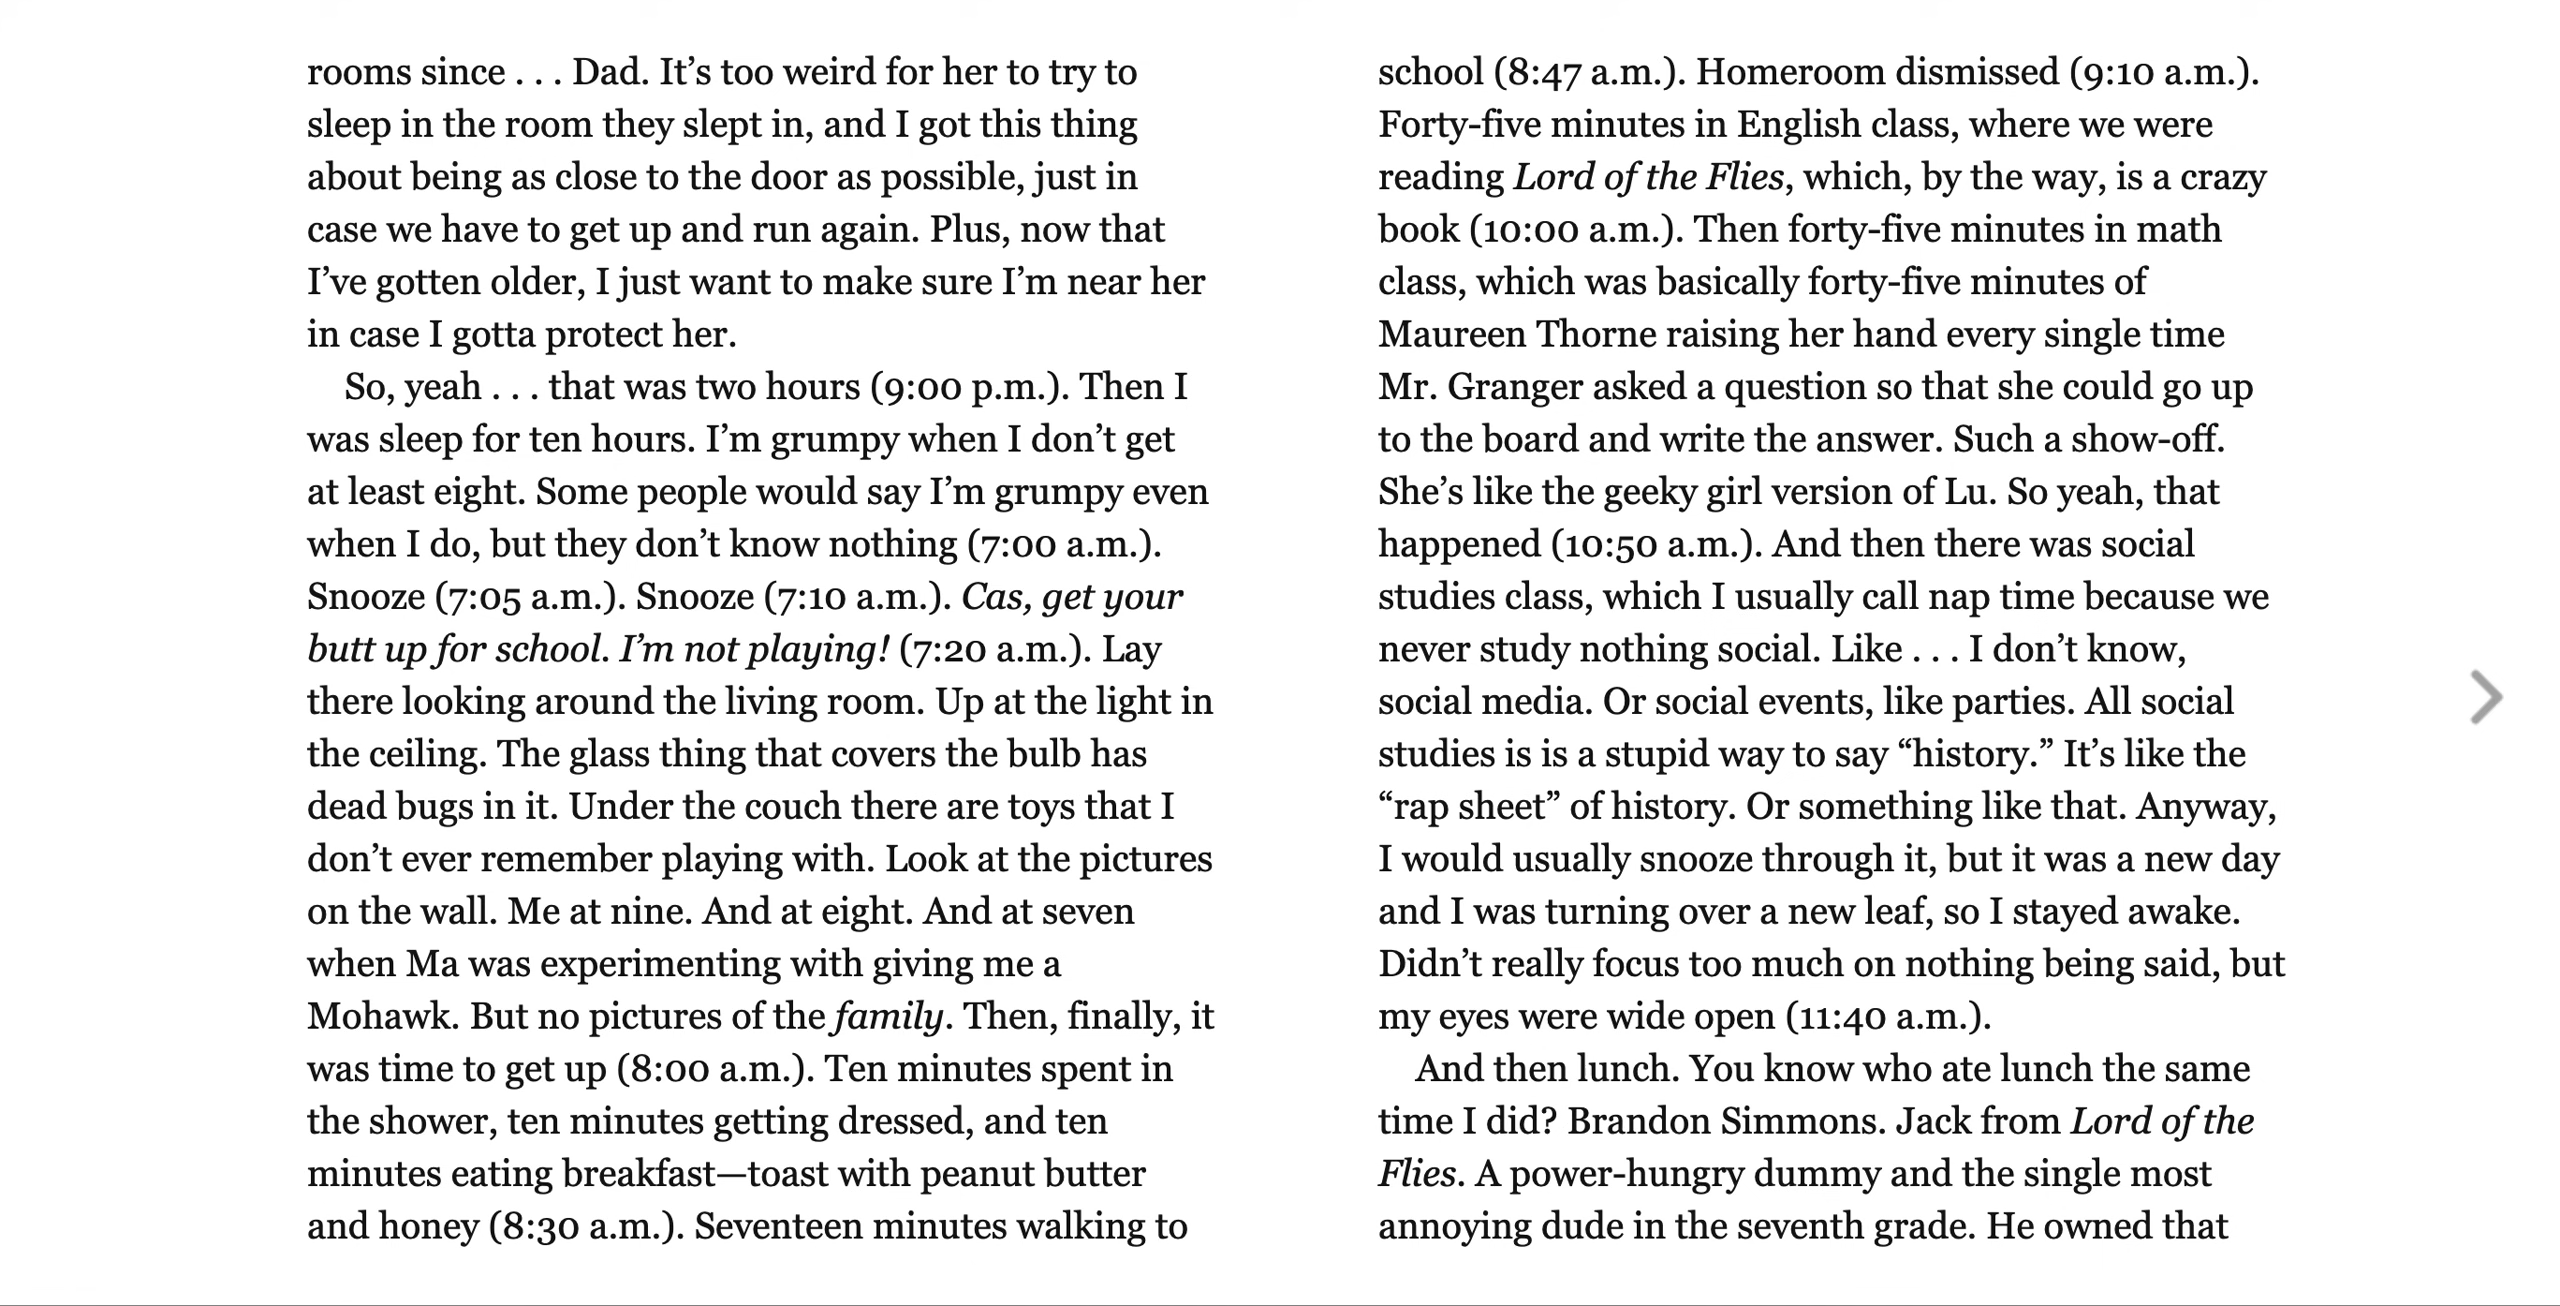 rooms since . . . Dad. It’s too weird for her to try to
sleep in the room they slept in, and I got this thing
about being as close to the door as possible, just in
case we have to get up and run again. Plus, now that
I’ve gotten older, I just want to make sure I’m near her
in case I gotta protect her.
So, yeah . . . that was two hours (9:00 p.m.). Then I
was sleep for ten hours. I’m grumpy when I don’t get
at least eight. Some people would say I’m grumpy even
when I do, but they don’t know nothing (7:00 a.m.).
Snooze (7:05 a.m.). Snooze (7:10 a.m.). Cas, get your
butt up for school. I’m not playing! (7:20 a.m.). Lay
there looking around the living room. Up at the light in
the ceiling. The glass thing that covers the bulb has
dead bugs in it. Under the couch there are toys that I
don’t ever remember playing with. Look at the pictures
on the wall. Me at nine. And at eight. And at seven
when Ma was experimenting with giving me a
Mohawk. But no pictures of the family. Then, finally, it
was time to get up (8:00 a.m.). Ten minutes spent in
the shower, ten minutes getting dressed, and ten
minutes eating breakfast—toast with peanut butter
and honey (8:30 a.m.). Seventeen minutes walking to
school (8:47 a.m.). Homeroom dismissed (9:10 a.m.).
Forty-five minutes in English class, where we were
reading Lord of the Flies, which, by the way, is a crazy
book (10:00 a.m.). Then forty-five minutes in math
class, which was basically forty-five minutes of
Maureen Thorne raising her hand every single time
Mr. Granger asked a question so that she could go up
to the board and write the answer. Such a show-off.
She’s like the geeky girl version of Lu. So yeah, that
happened (10:50 a.m.). And then there was social
studies class, which I usually call nap time because we
never study nothing social. Like . . . I don’t know,
social media. Or social events, like parties. All social
studies is is a stupid way to say “history.” It’s like the
“rap sheet” of history. Or something like that. Anyway,
I would usually snooze through it, but it was a new day
and I was turning over a new leaf, so I stayed awake.
Didn’t really focus too much on nothing being said, but
my eyes were wide open (11:40 a.m.).
And then lunch. You know who ate lunch the same
time I did? Brandon Simmons. Jack from Lord of the
Flies. A power-hungry dummy and the single most
annoying dude in the seventh grade. He owned that